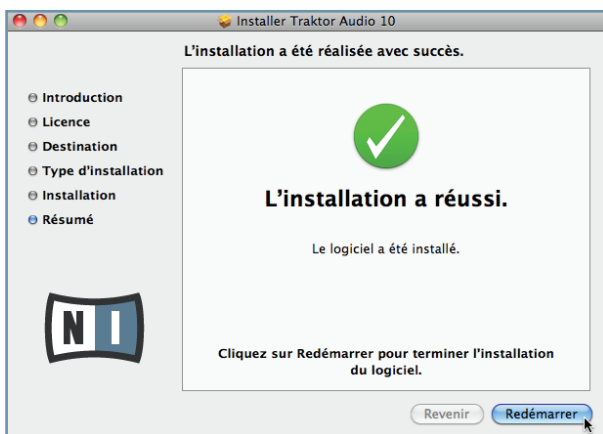 Installer Traktor Audio 10
L'installation a été réalisée avec succès.
Introduction
Licence
Destination
Type d'installation
Installation
Résumé
L'installation a réussi.
Le logiciel a été installé.
Cliquez sur Redémarrer pour terminer l'installation
du logiciel.
NI
Revenir
Redémarrer